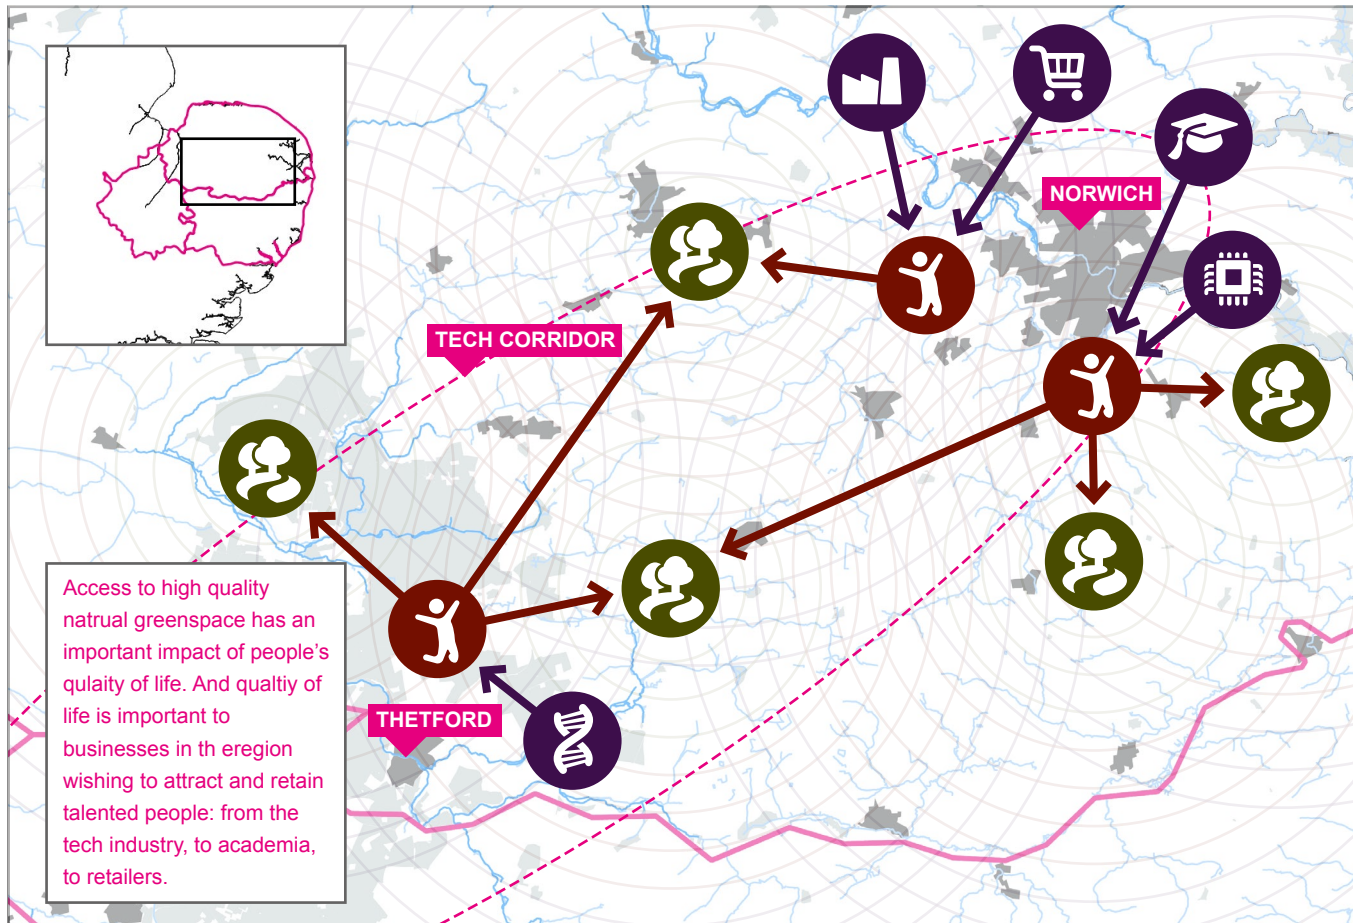 NORWICH
TECH CORRIDOR
Access to high quality
natrual greenspace has an
important impact of people's
qulaity of life. And qualtiy of
life is important to
businesses in th eregion
wishing to attract and retain
talented people: from the
tech industry, to academia,
to retailers.
THETFORD